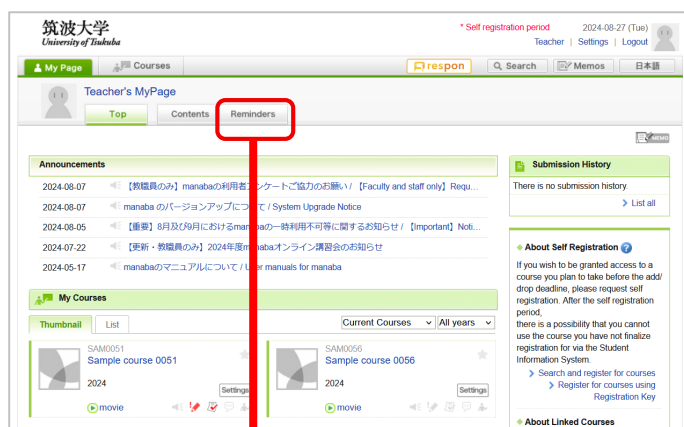 筑波大学
University of Tsukuba
* Self registration period 2024-08-27 (Tue)
Teacher | Settings | Logout
My Page Courses respon Search Memos 日本語
Teacher's MyPage
Top Contents Reminders
MEMO
Announcements
2024-08-07 【教職員のみ】manabaの利用者アンケートご協力のお願い / 【Faculty and staff only】Requ...
2024-08-07 manaba のバージョンアップについて / System Upgrade Notice
2024-08-05 【重要】8月及び9月におけるmanabaの一時利用不可等に関するお知らせ / 【Important】Noti...
2024-07-22 【更新・教職員のみ】2024年度manabaオンライン講習会のお知らせ
2024-05-17 manabaのマニュアルについて / User manuals for manaba
Submission History
There is no submission history.
List all
About Self Registration ?
If you wish to be granted access to a
course you plan to take before the add/
drop deadline, please request self
registration. After the self registration
period,
there is a possibility that you cannot
use the course you have not finalize
registration for via the Student
Information System.
Search and register for courses
Register for courses using
Registration Key
About Linked Courses
My Courses
Thumbnail List Current Courses All years
SAM0051
Sample course 0051
2024
Settings
movie
SAM0056
Sample course 0056
2024
Settings
movie